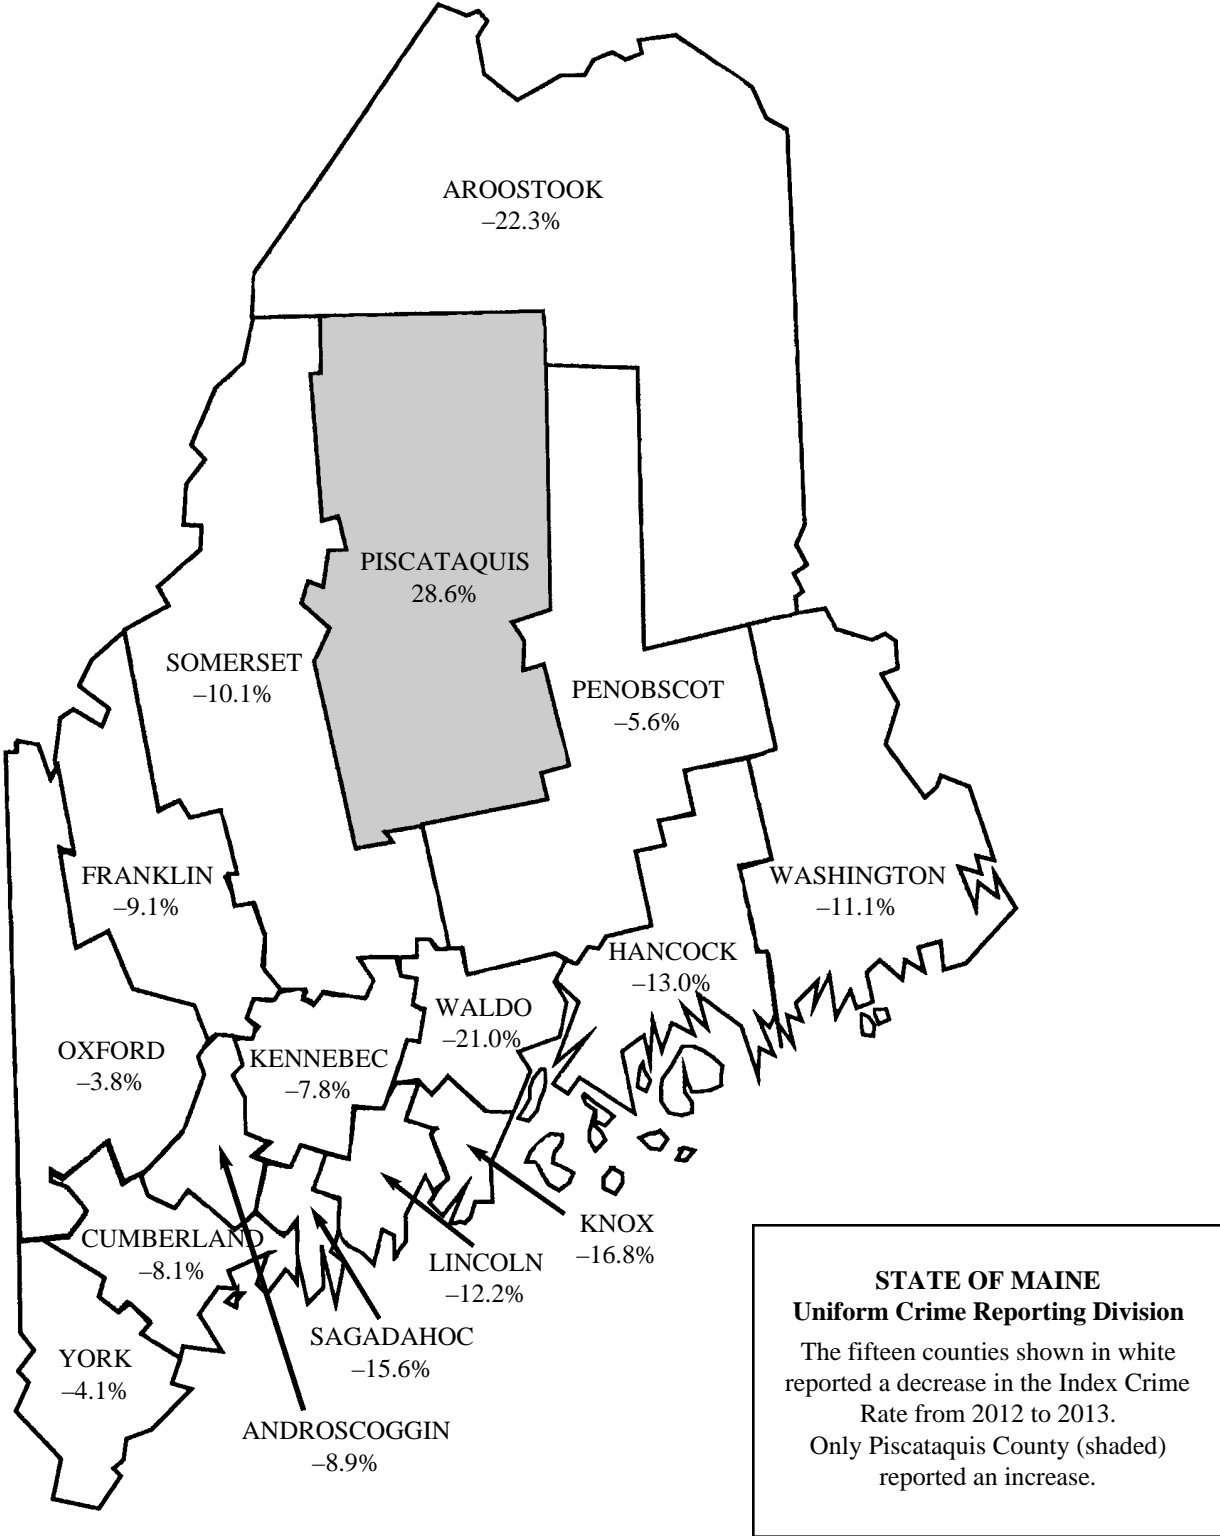 AROOSTOOK
–22.3%
PISCATAQUIS
28.6%
SOMERSET
–10.1%
PENOBSCOT
–5.6%
FRANKLIN
–9.1%
WASHINGTON
–11.1%
HANCOCK
–13.0%
WALDO
–21.0%
OXFORD
–3.8%
KENNEBEC
–7.8%
KNOX
–16.8%
CUMBERLAND
–8.1%
LINCOLN
–12.2%
SAGADAHOC
–15.6%
YORK
–4.1%
ANDROSCOGGIN
–8.9%
STATE OF MAINE
Uniform Crime Reporting Division
The fifteen counties shown in white
reported a decrease in the Index Crime
Rate from 2012 to 2013.
Only Piscataquis County (shaded)
reported an increase.